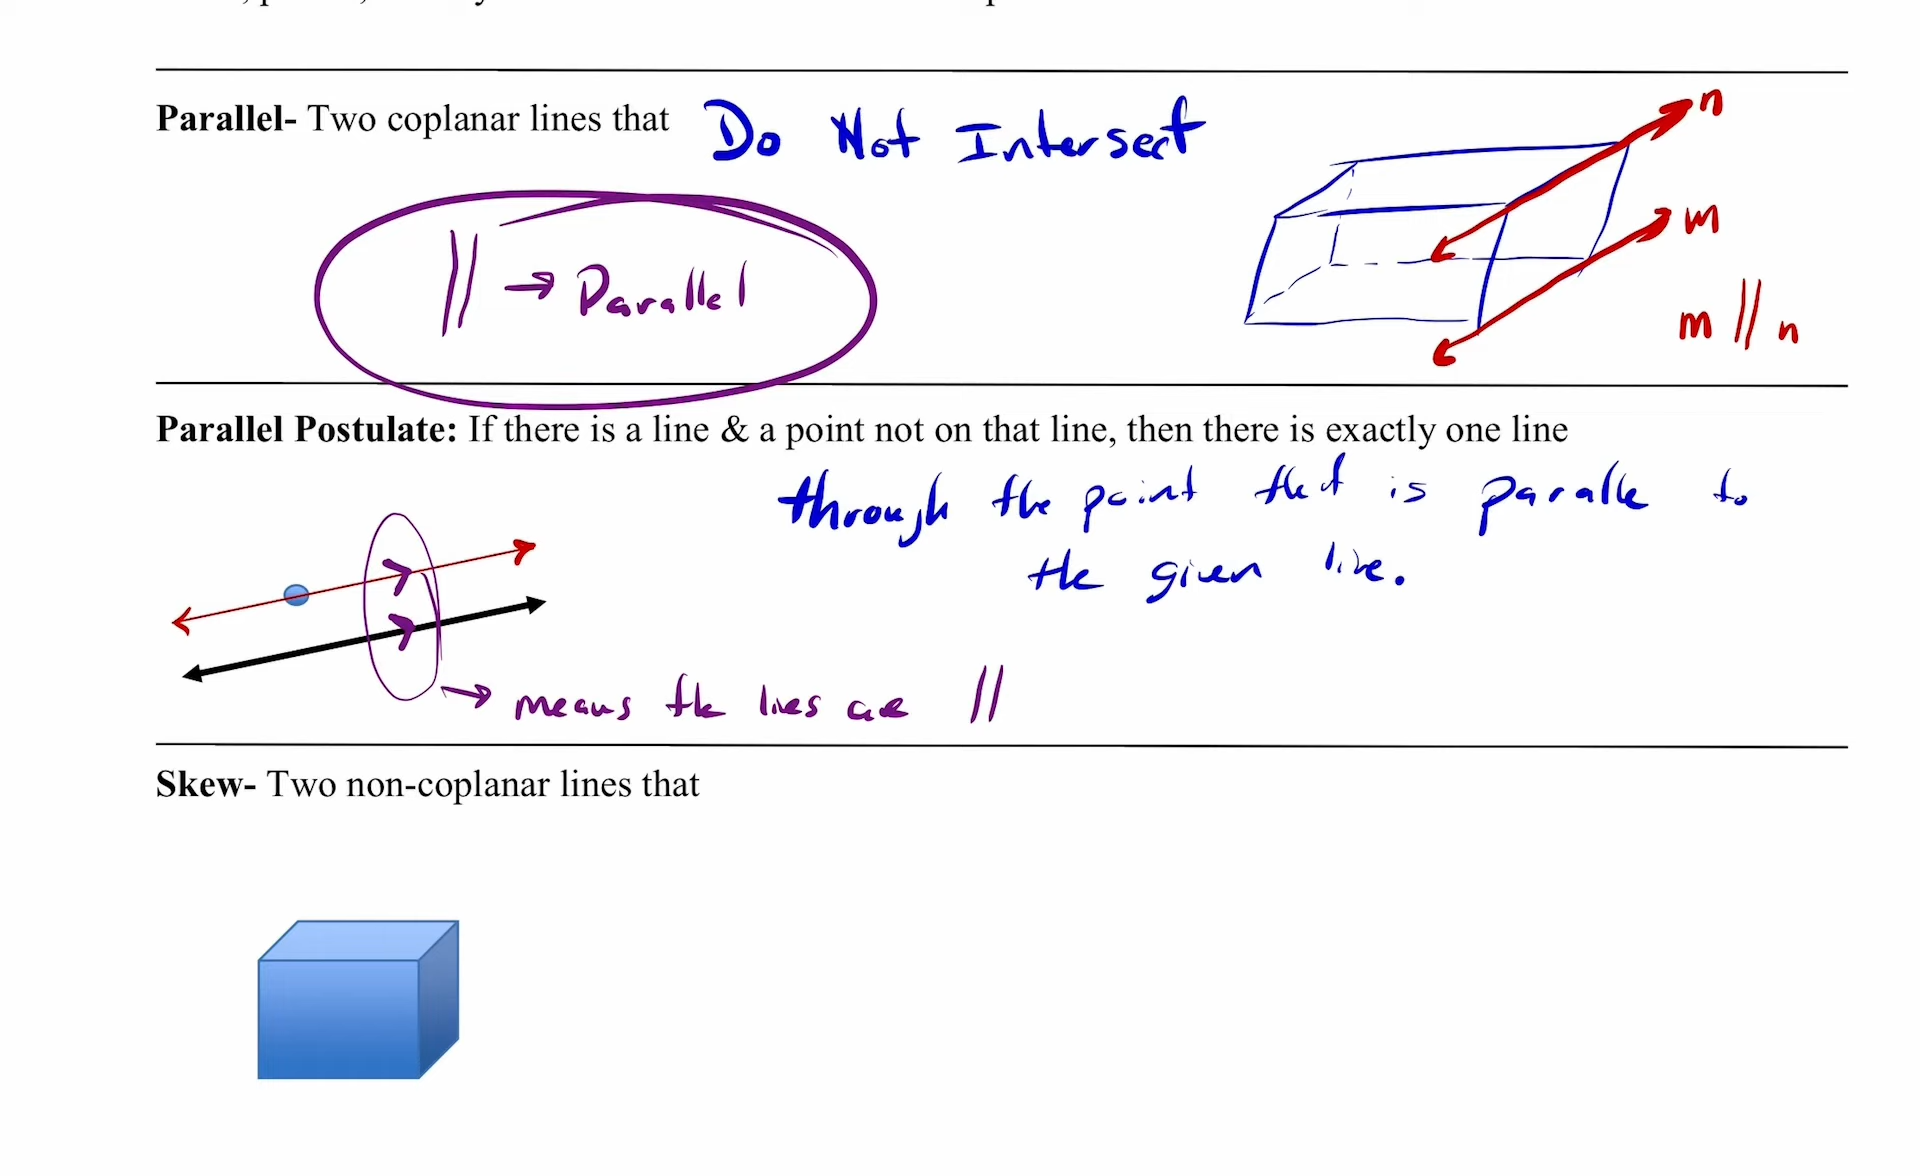 Parallel- Two coplanar lines that Do Not Intersect
n
m
|| → Parallel
m || n
Parallel Postulate: If there is a line & a point not on that line, then there is exactly one line
through the point that is paralle to
the given line.
→ means the lies are ||
Skew- Two non-coplanar lines that